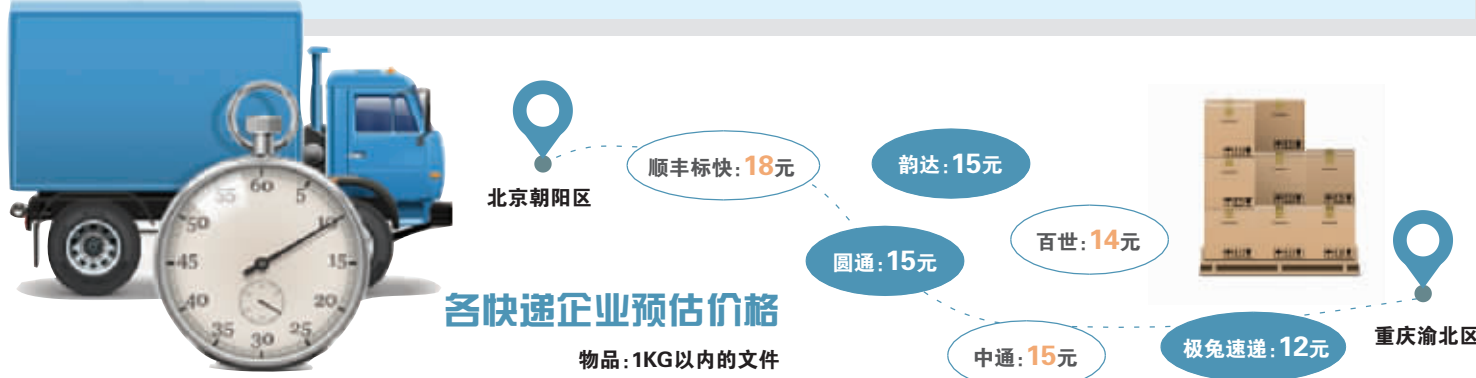 北京朝阳区
顺丰标快:18元
韵达:15元
圆通:15元
百世:14元
中通:15元
极兔速递:12元
重庆渝北区
各快递企业预估价格
物品:1KG以内的文件
60
5
10
15
20
25
30
35
40
45
50
55